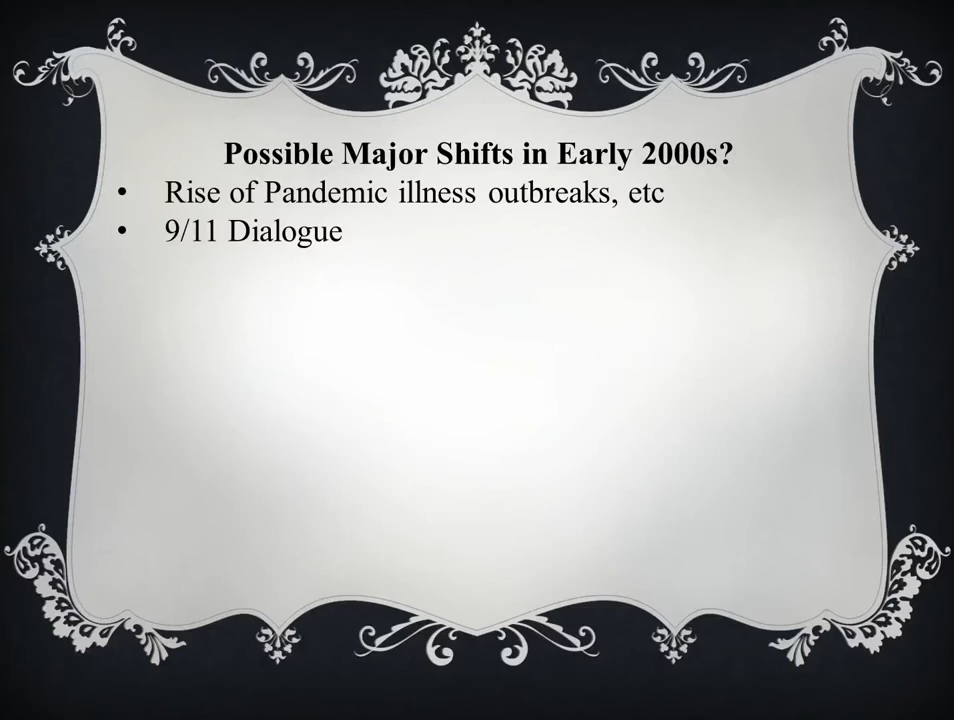 Possible Major Shifts in Early 2000s?
• Rise of Pandemic illness outbreaks, etc
• 9/11 Dialogue